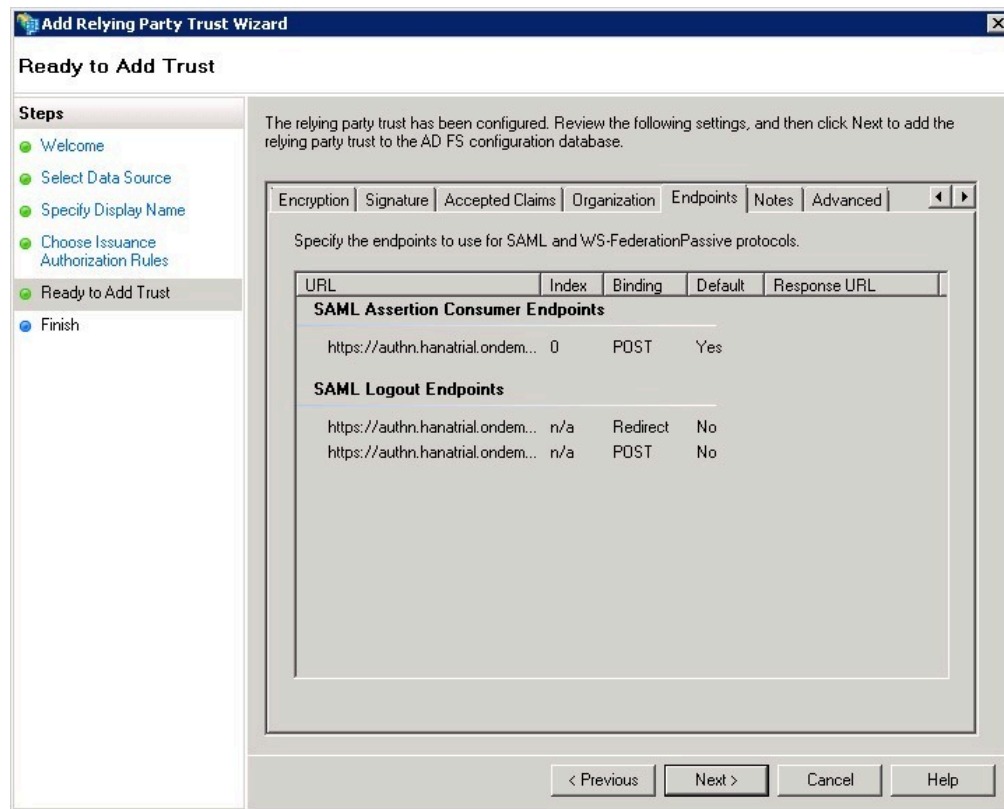 Add Relying Party Trust Wizard
Ready to Add Trust
Steps
Welcome
Select Data Source
Specify Display Name
Choose Issuance
Authorization Rules
Ready to Add Trust
Finish
The relying party trust has been configured. Review the following settings, and then click Next to add the
relying party trust to the AD FS configuration database.
Encryption Signature Accepted Claims Organization Endpoints Notes Advanced
Specify the endpoints to use for SAML and WS-FederationPassive protocols.
URL Index Binding Default Response URL
SAML Assertion Consumer Endpoints
https://authn.hanatrial.ondem... 0 POST Yes
SAML Logout Endpoints
https://authn.hanatrial.ondem... n/a Redirect No
https://authn.hanatrial.ondem... n/a POST No
< Previous Next > Cancel Help